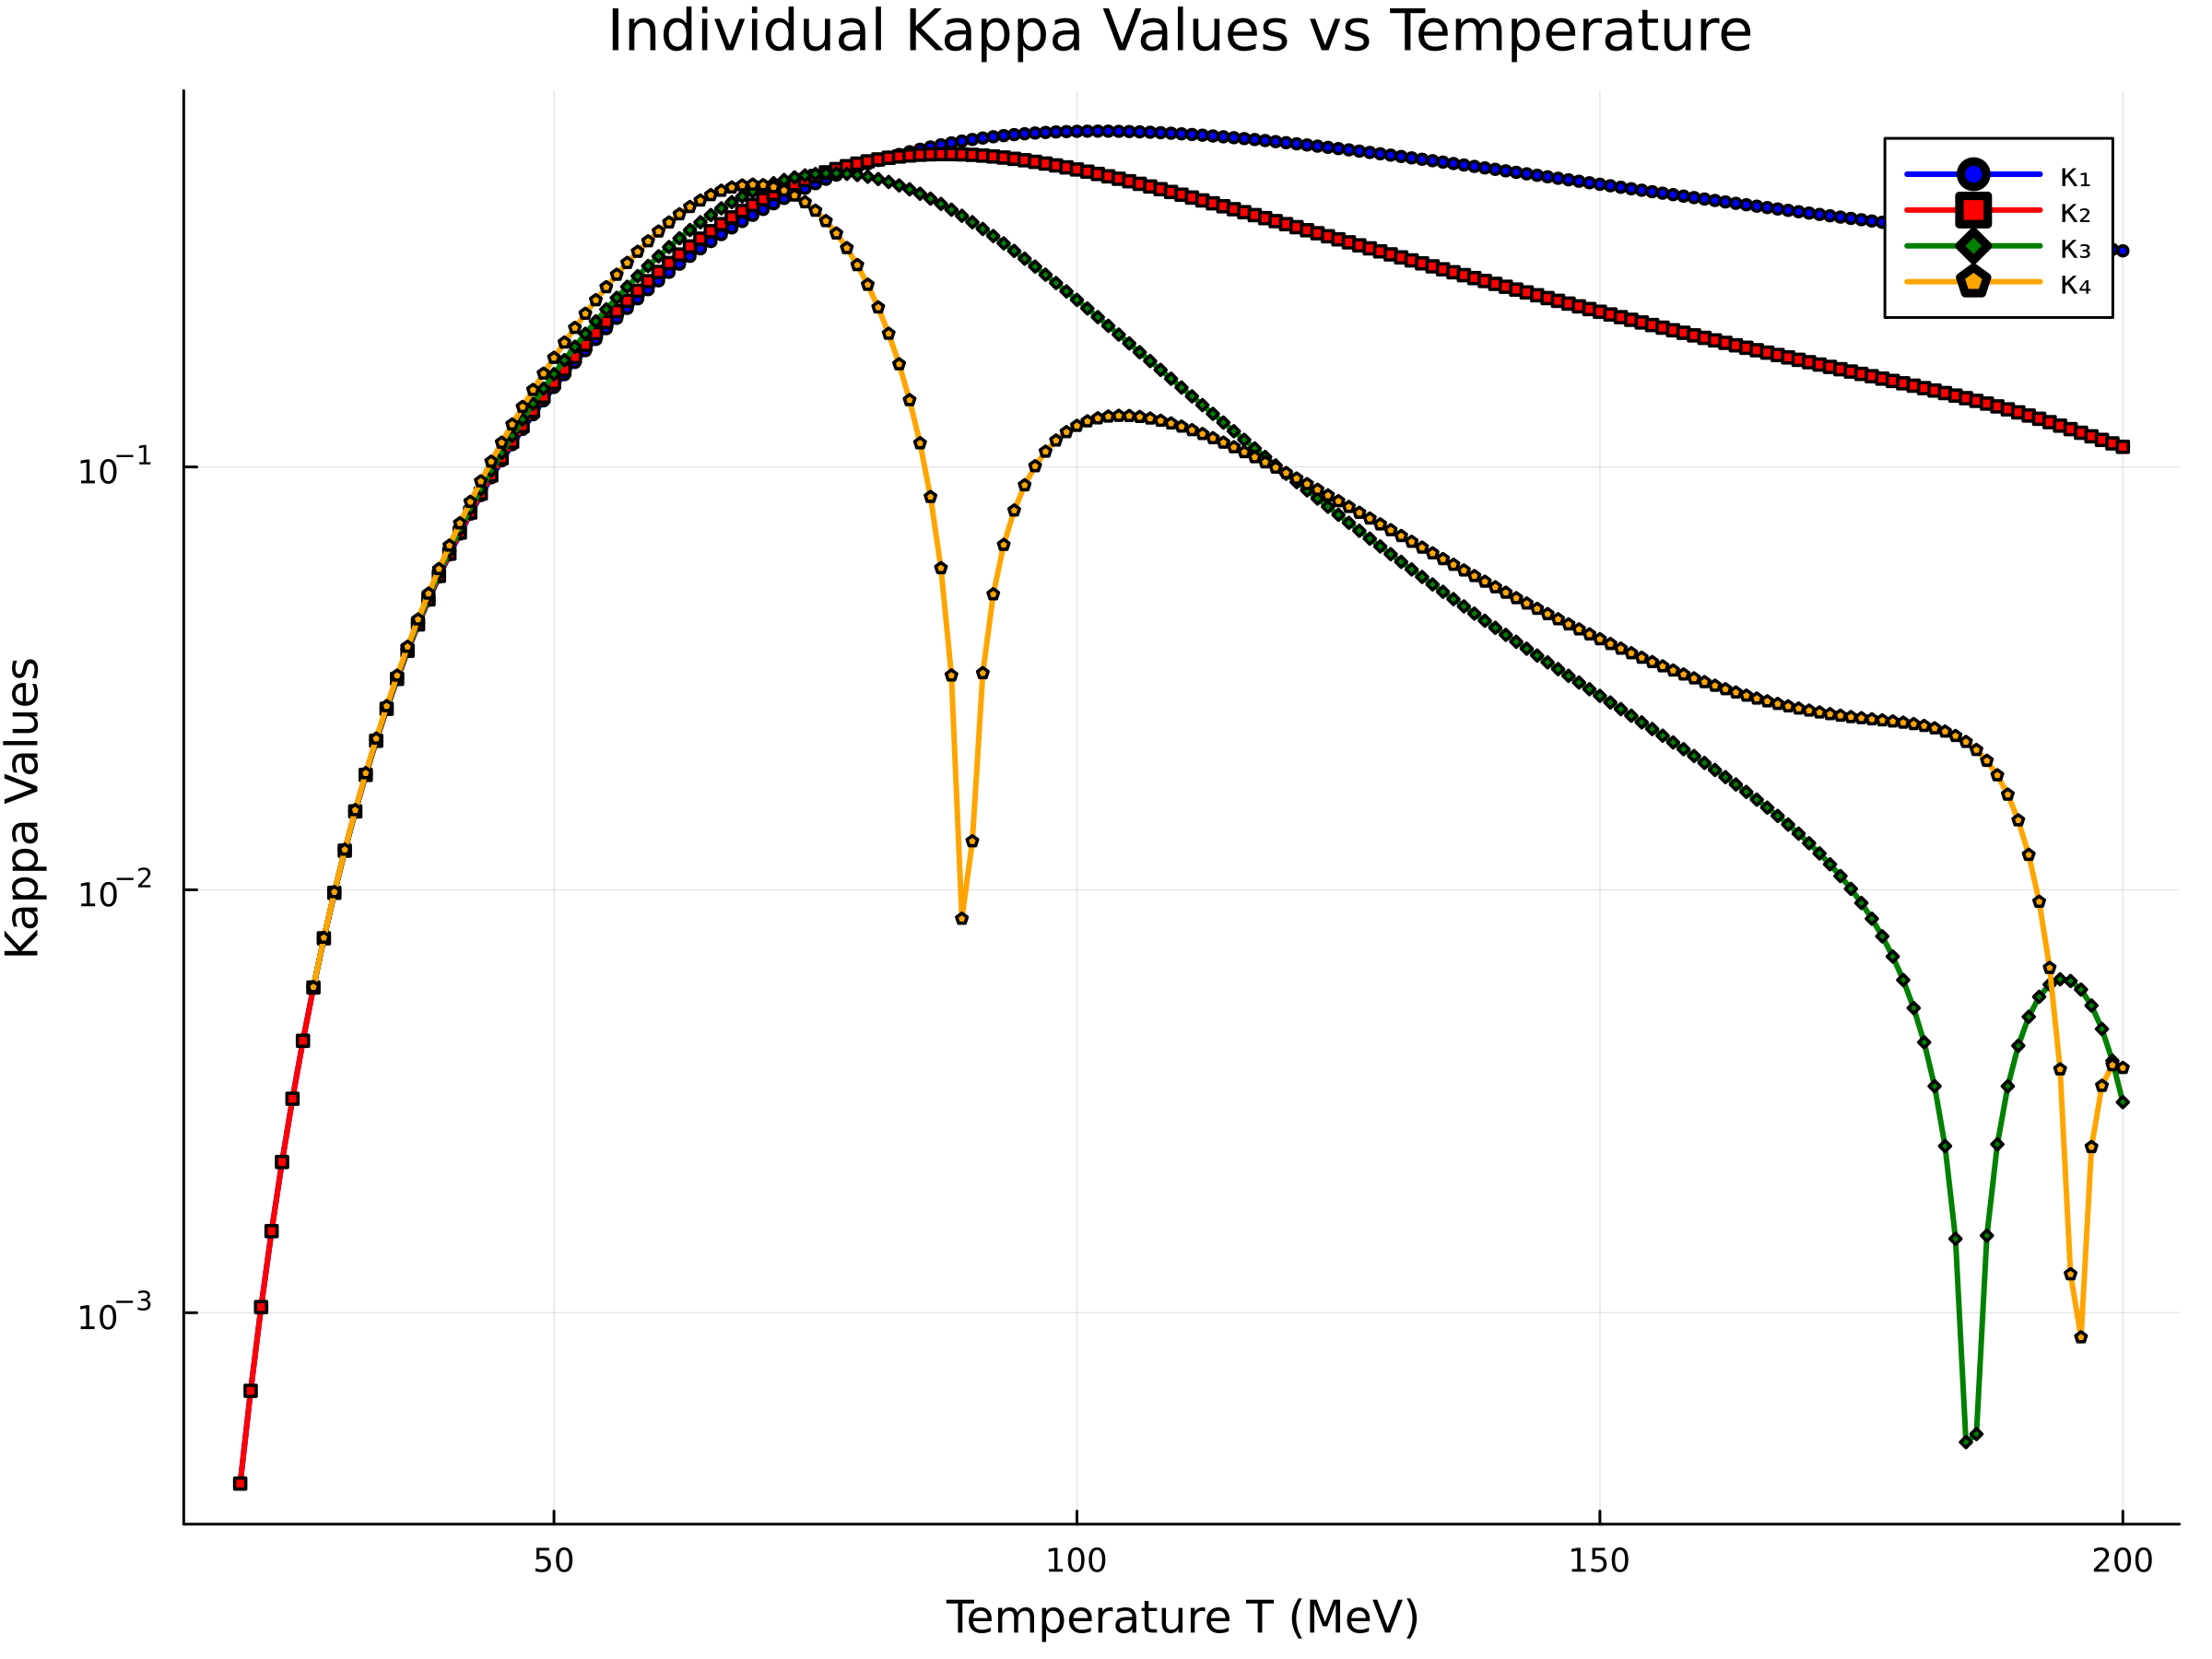 Individual Kappa Values vs Temperature
κ₁
κ₂
κ₃
κ₄
10⁻¹
10⁻²
10⁻³
Kappa Values
50 100 150 200
Temperature T (MeV)